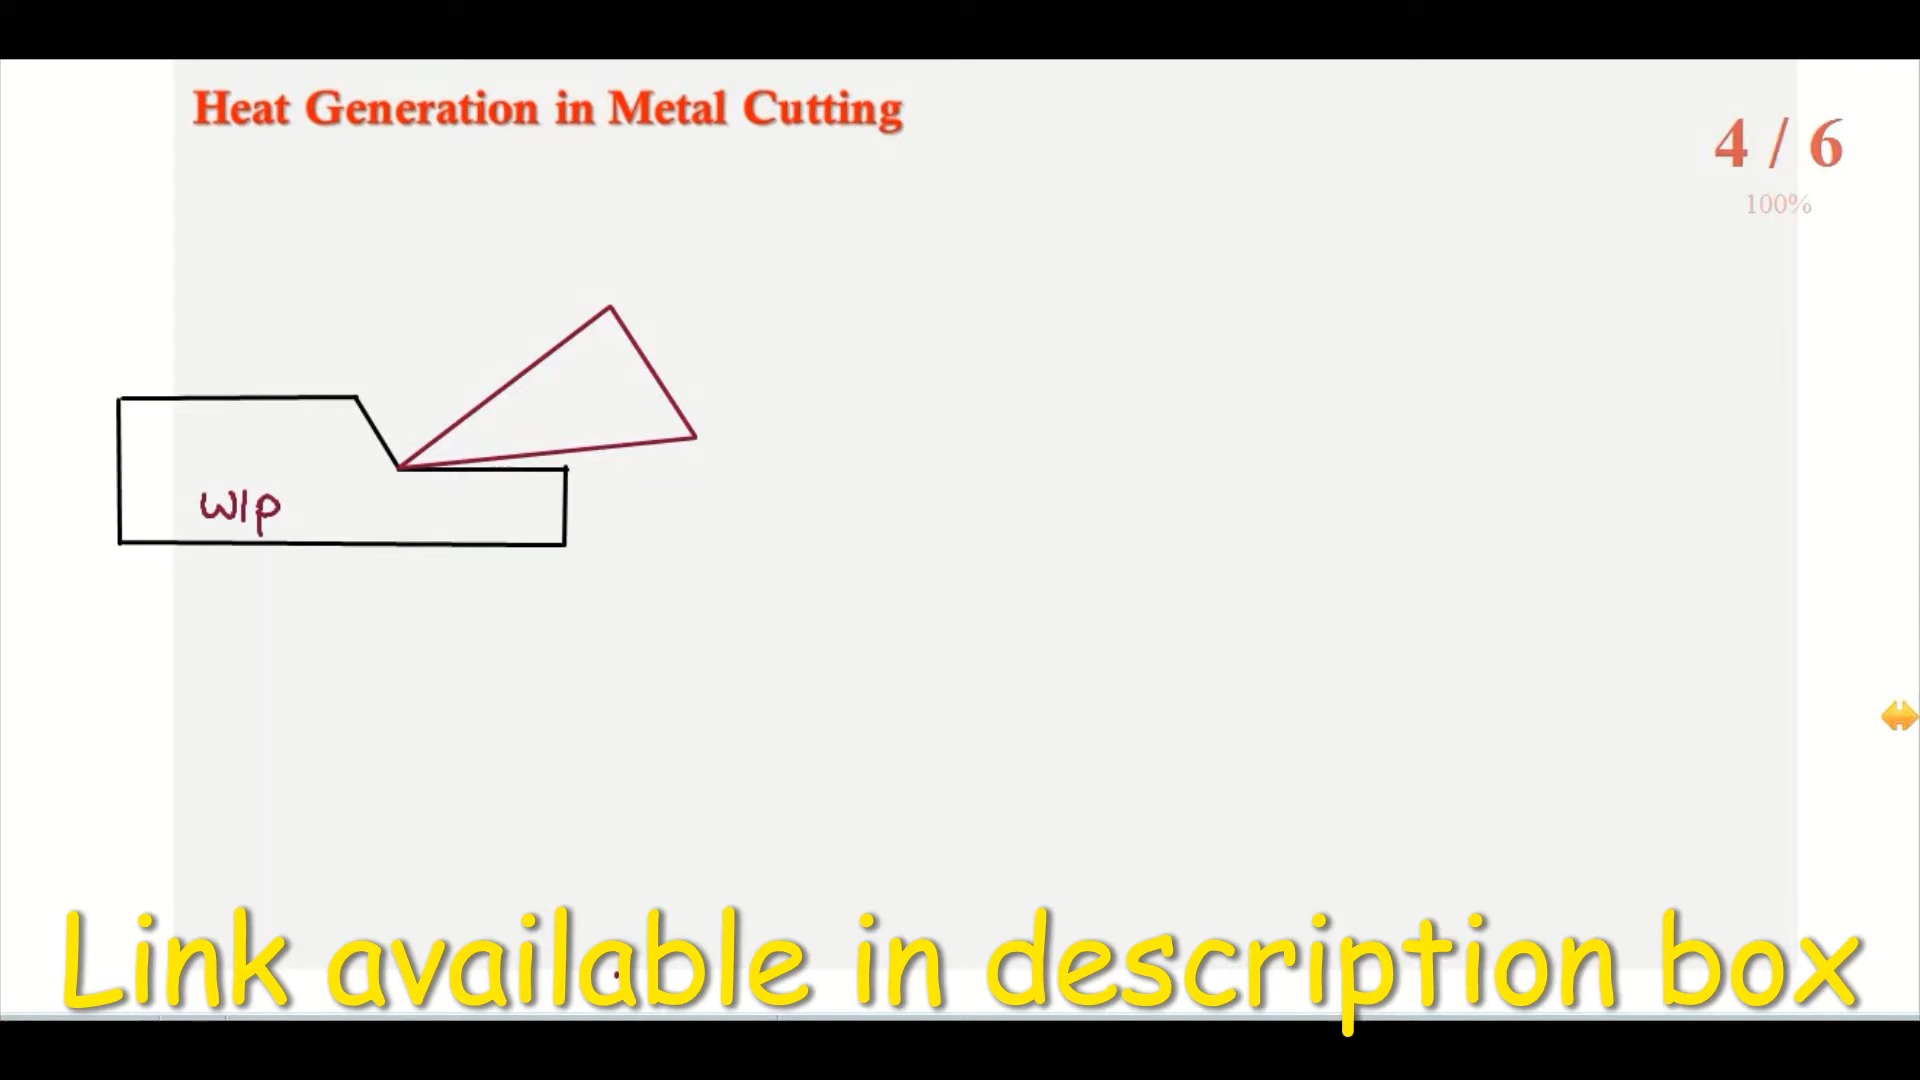 Heat Generation in Metal Cutting
4 / 6
100%
W/P
Link available in description box